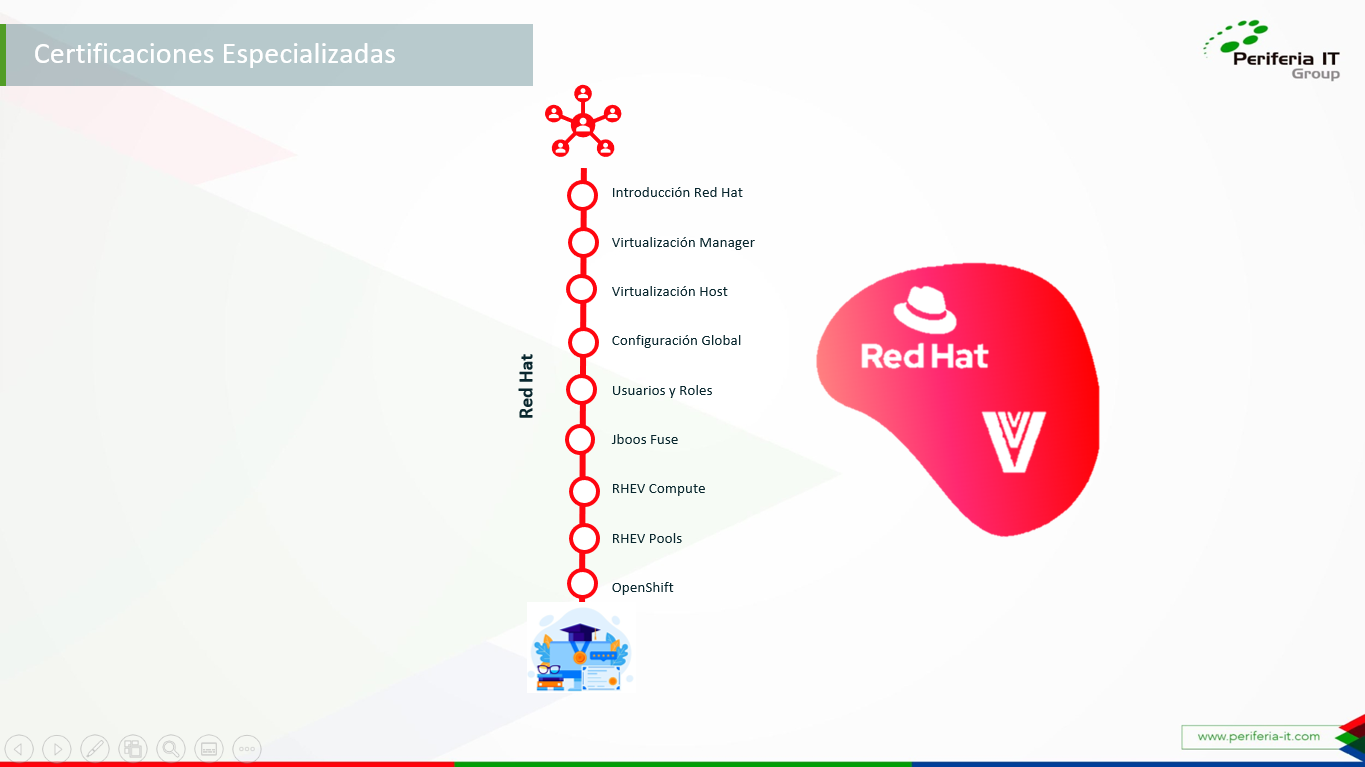 Certificaciones Especializadas
Periferia IT
Group
Red Hat
Introducción Red Hat
Virtualización Manager
Virtualización Host
Configuración Global
Usuarios y Roles
Jboos Fuse
RHEV Compute
RHEV Pools
OpenShift
Red Hat
www.periferia-it.com